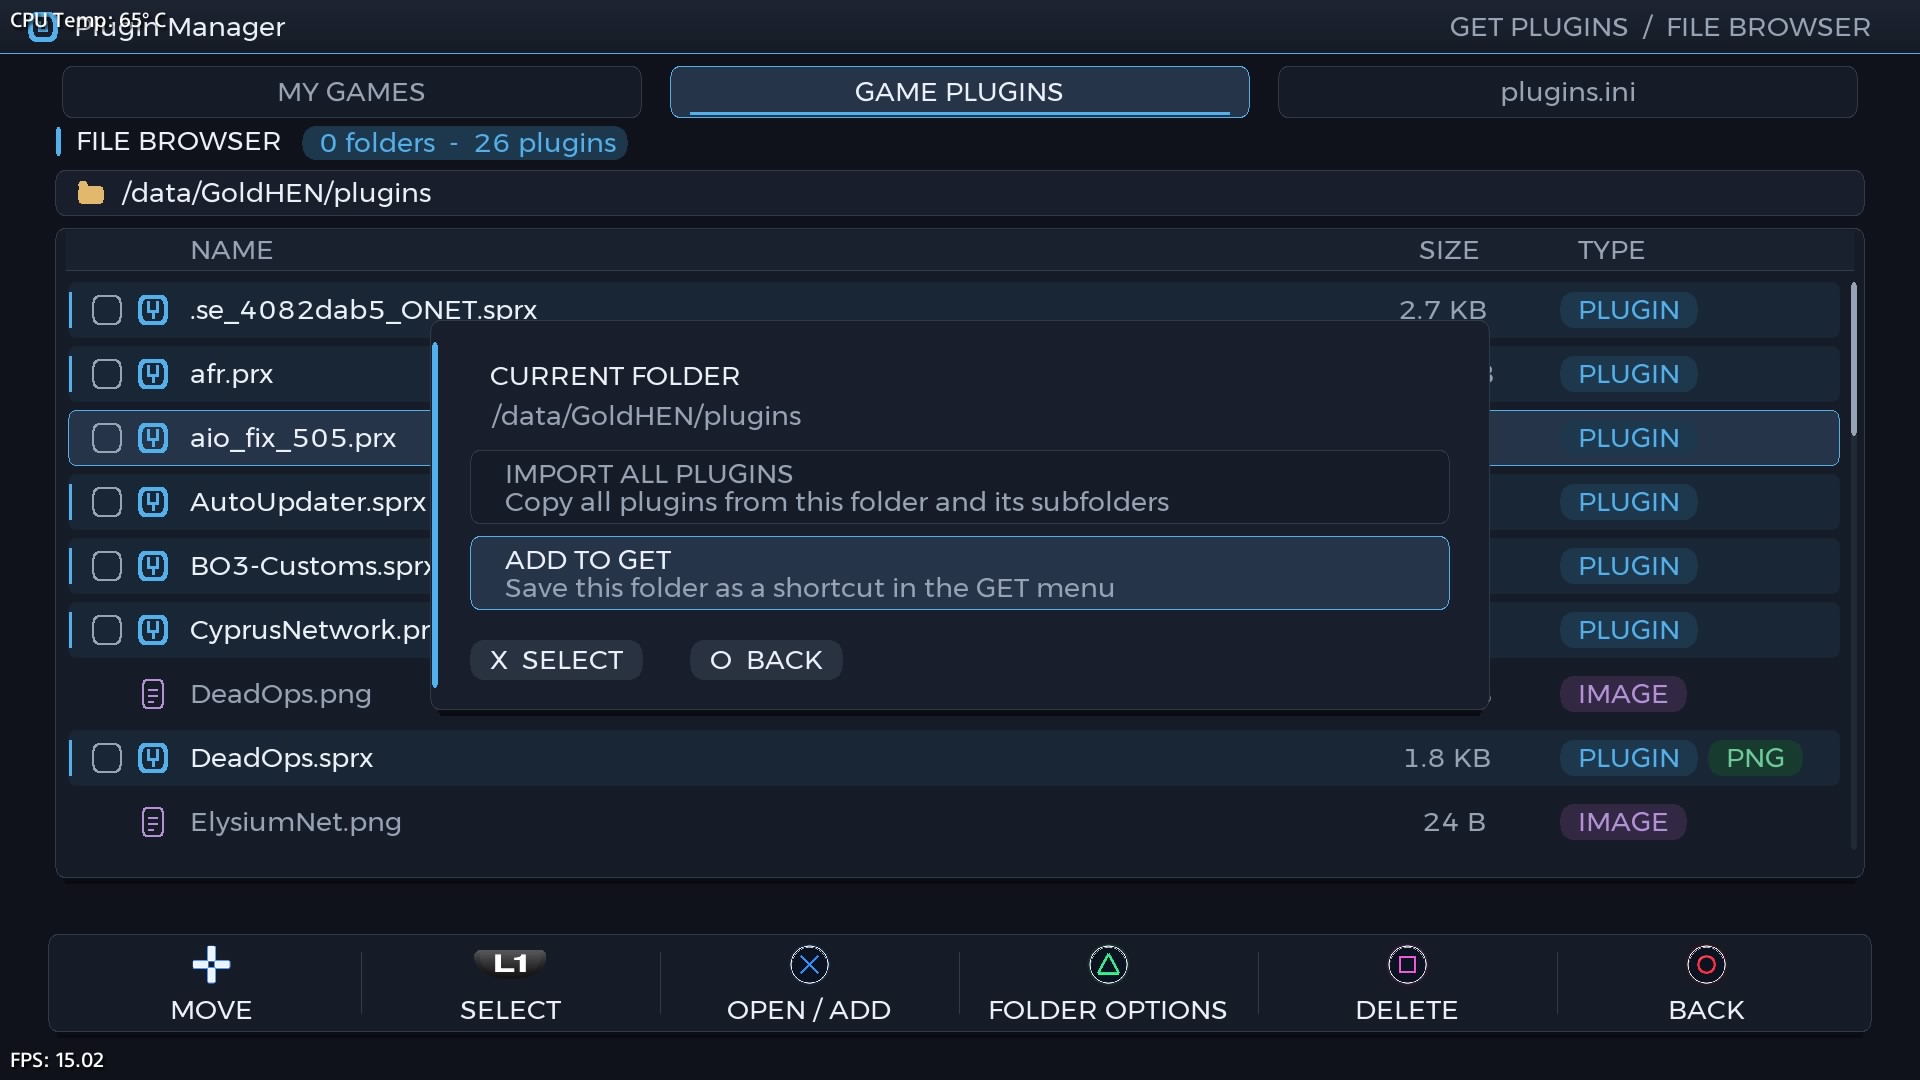 CPU Temp: 65° C
Plugin Manager
GET PLUGINS / FILE BROWSER
MY GAMES
GAME PLUGINS
plugins.ini
FILE BROWSER
0 folders - 26 plugins
/data/GoldHEN/plugins
NAME SIZE TYPE
.se_4082dab5_ONET.sprx 2.7 KB PLUGIN
afr.prx PLUGIN
aio_fix_505.prx PLUGIN
AutoUpdater.sprx PLUGIN
BO3-Customs.sprx PLUGIN
CyprusNetwork.pr PLUGIN
DeadOps.png IMAGE
DeadOps.sprx 1.8 KB PLUGIN PNG
ElysiumNet.png 24 B IMAGE
CURRENT FOLDER
/data/GoldHEN/plugins
IMPORT ALL PLUGINS
Copy all plugins from this folder and its subfolders
ADD TO GET
Save this folder as a shortcut in the GET menu
X SELECT
O BACK
MOVE
L1
SELECT
OPEN / ADD
FOLDER OPTIONS
DELETE
BACK
FPS: 15.02